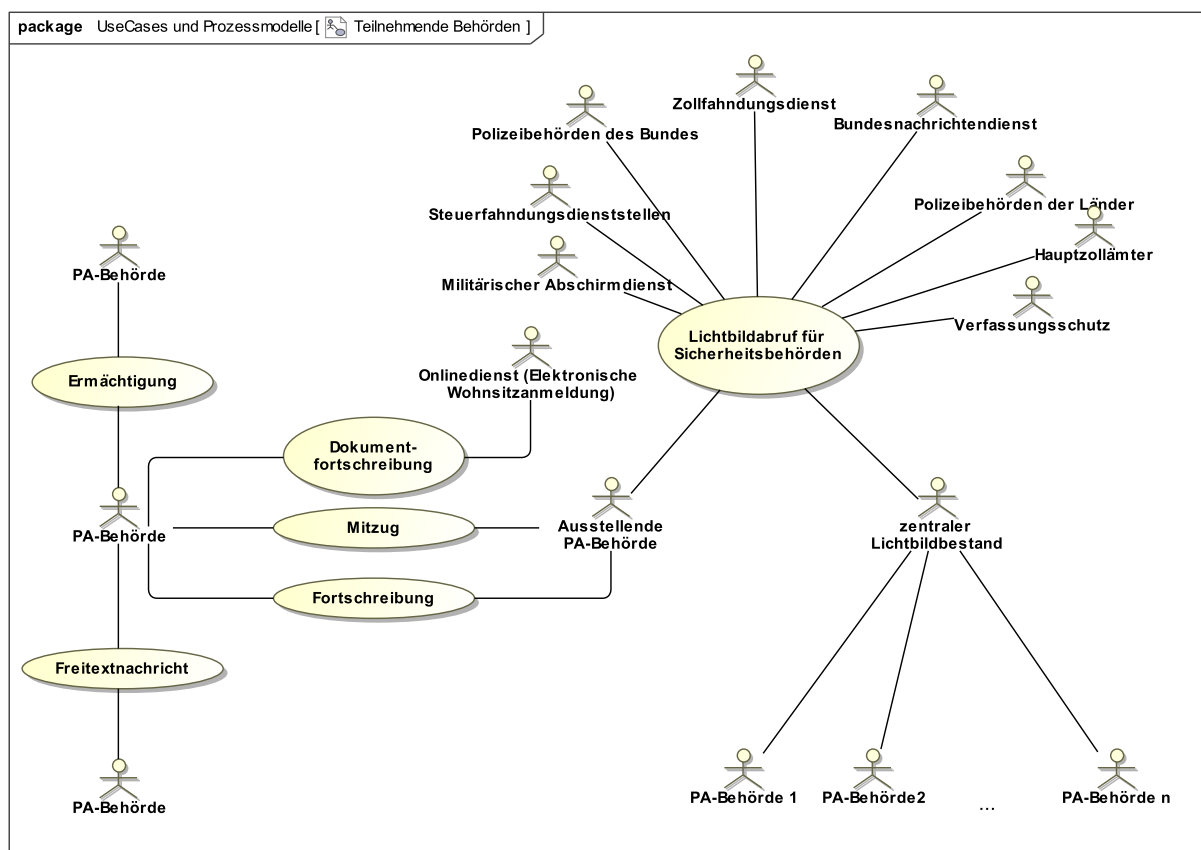 package UseCases und Prozessmodelle [ Teilnehmende Behörden ]
Zollfahndungsdienst
Polizeibehörden des Bundes
Bundesnachrichtendienst
Steuerfahndungsdienststellen
Polizeibehörden der Länder
Militärischer Abschirmdienst
Hauptzollämter
Verfassungsschutz
PA-Behörde
Lichtbildabruf für
Sicherheitsbehörden
Onlinedienst (Elektronische
Wohnsitzanmeldung)
Ermächtigung
Dokument-
fortschreibung
PA-Behörde
Mitzug
Ausstellende
PA-Behörde
zentraler
Lichtbildbestand
Fortschreibung
Freitextnachricht
PA-Behörde
PA-Behörde 1
PA-Behörde2
...
PA-Behörde n